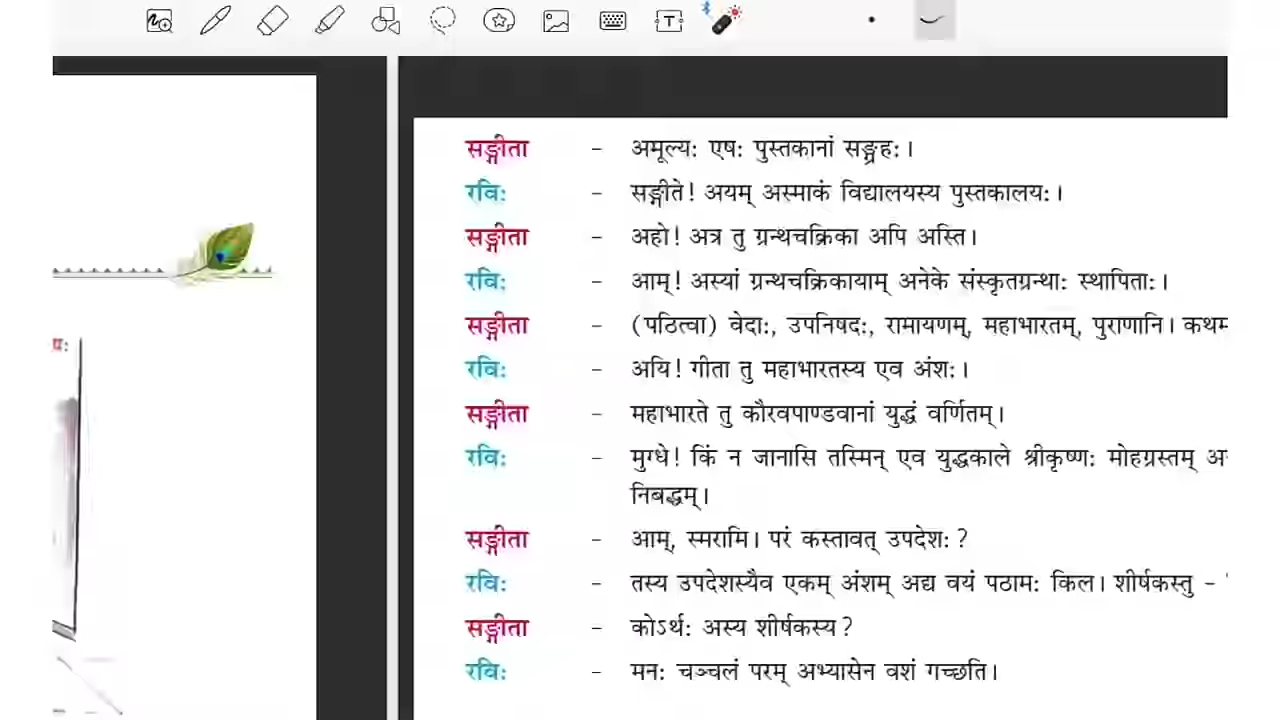 सङ्गीता - अमूल्यः एषः पुस्तकानां सङ्ग्रहः।
रविः - सङ्गीते! अयम् अस्माकं विद्यालयस्य पुस्तकालयः।
सङ्गीता - अहो! अत्र तु ग्रन्थचक्रिका अपि अस्ति।
रविः - आम्! अस्यां ग्रन्थचक्रिकायाम् अनेके संस्कृतग्रन्थाः स्थापिताः।
सङ्गीता - (पठित्वा) वेदाः, उपनिषदः, रामायणम्, महाभारतम्, पुराणानि।
रविः - अयि! गीता तु महाभारतस्य एव अंशः।
सङ्गीता - महाभारते तु कौरवपाण्डवानां युद्धं वर्णितम्।
रविः - मुग्धे! किं न जानासि तस्मिन् एव युद्धकाले श्रीकृष्णः मोहग्रस्तम्
निबद्धम्।
सङ्गीता - आम्, स्मरामि। परं कस्तावत् उपदेशः?
रविः - तस्य उपदेशस्यैव एकम् अंशम् अद्य वयं पठामः किल। शीर्षकस्तु -
सङ्गीता - कोऽर्थः अस्य शीर्षकस्य?
रविः - मनः चञ्चलं परम् अभ्यासेन वशं गच्छति।